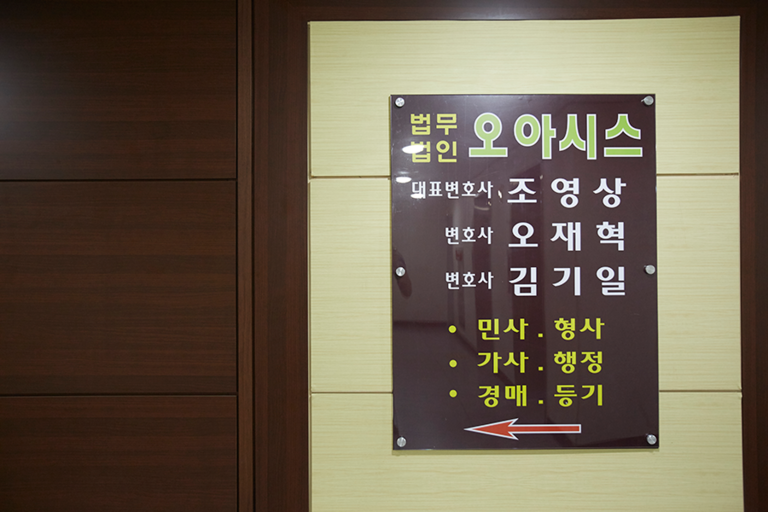 법무법인 오아시스
대표변호사 조영상
변호사 오재혁
변호사 김기일
• 민사 . 형사
• 가사 . 행정
• 경매 . 등기